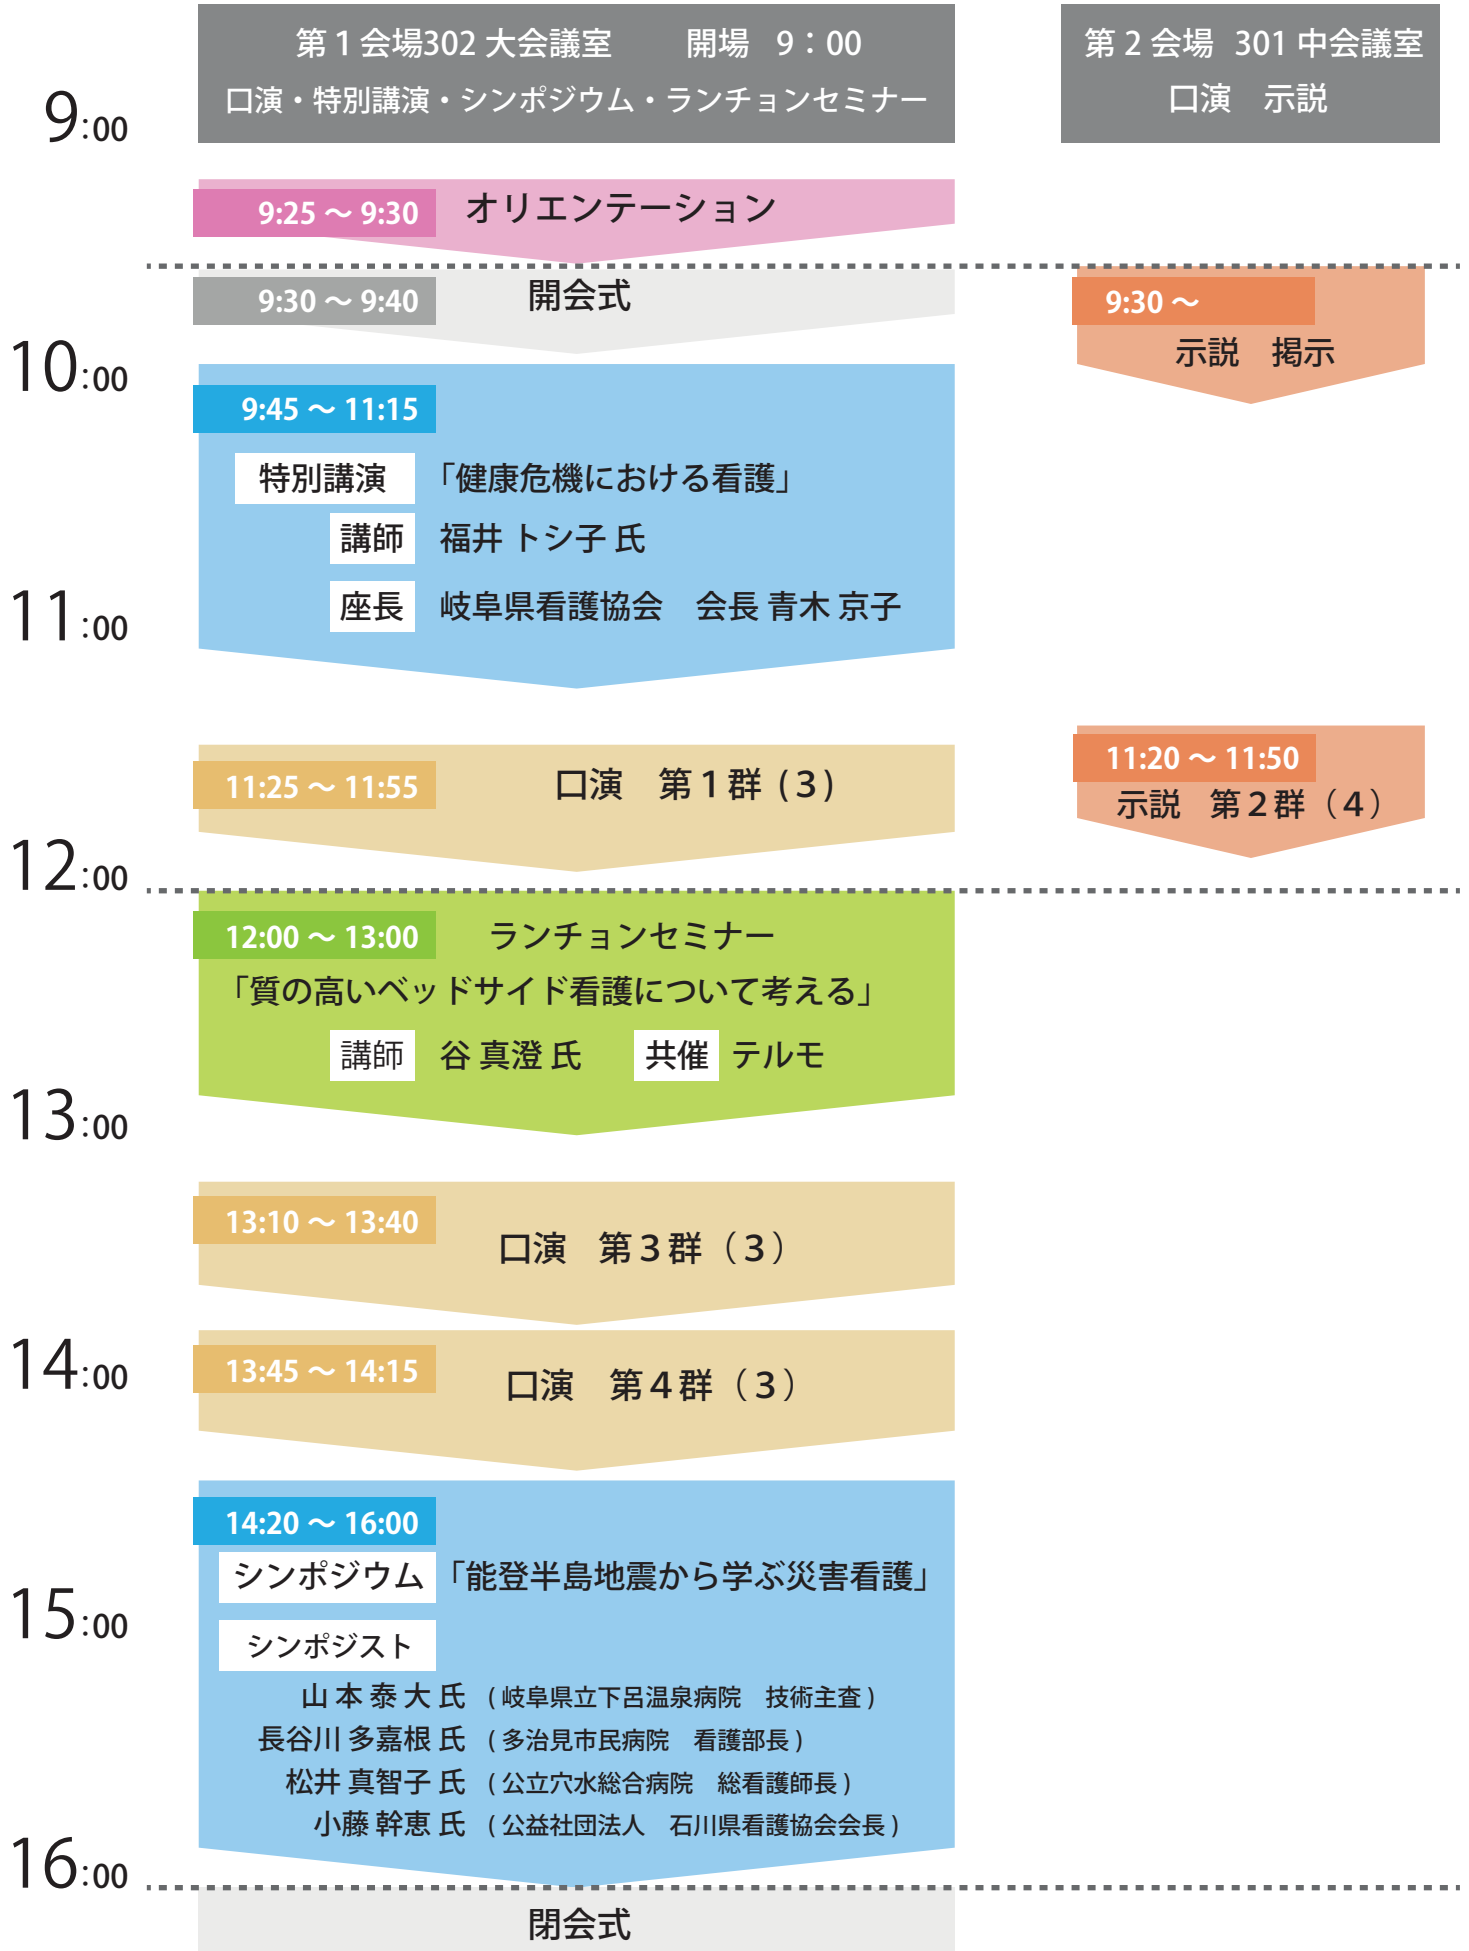 第1会場302 大会議室　開場 9：00
口演・特別講演・シンポジウム・ランチョンセミナー
第2会場 301 中会議室
口演　示説
9:00
9:25 ～ 9:30 オリエンテーション
9:30 ～ 9:40 開会式
9:30 ～
示説　掲示
10:00
9:45 ～ 11:15
特別講演 「健康危機における看護」
講師 福井 トシ子 氏
座長 岐阜県看護協会　会長 青木 京子
11:00
11:25 ～ 11:55 口演　第1群 (3)
11:20 ～ 11:50
示説　第2群（4）
12:00
12:00 ～ 13:00 ランチョンセミナー
「質の高いベッドサイド看護について考える」
講師 谷 真澄 氏 共催 テルモ
13:00
13:10 ～ 13:40
口演　第3群（3）
14:00
13:45 ～ 14:15 口演　第4群（3）
14:20 ～ 16:00
シンポジウム 「能登半島地震から学ぶ災害看護」
15:00
シンポジスト
山 本 泰 大 氏 ( 岐阜県立下呂温泉病院　技術主査 )
長谷川 多嘉根 氏 ( 多治見市民病院　看護部長 )
松井 真智子 氏 ( 公立穴水総合病院　総看護師長 )
小藤 幹恵 氏 ( 公益社団法人　石川県看護協会会長 )
16:00
閉会式